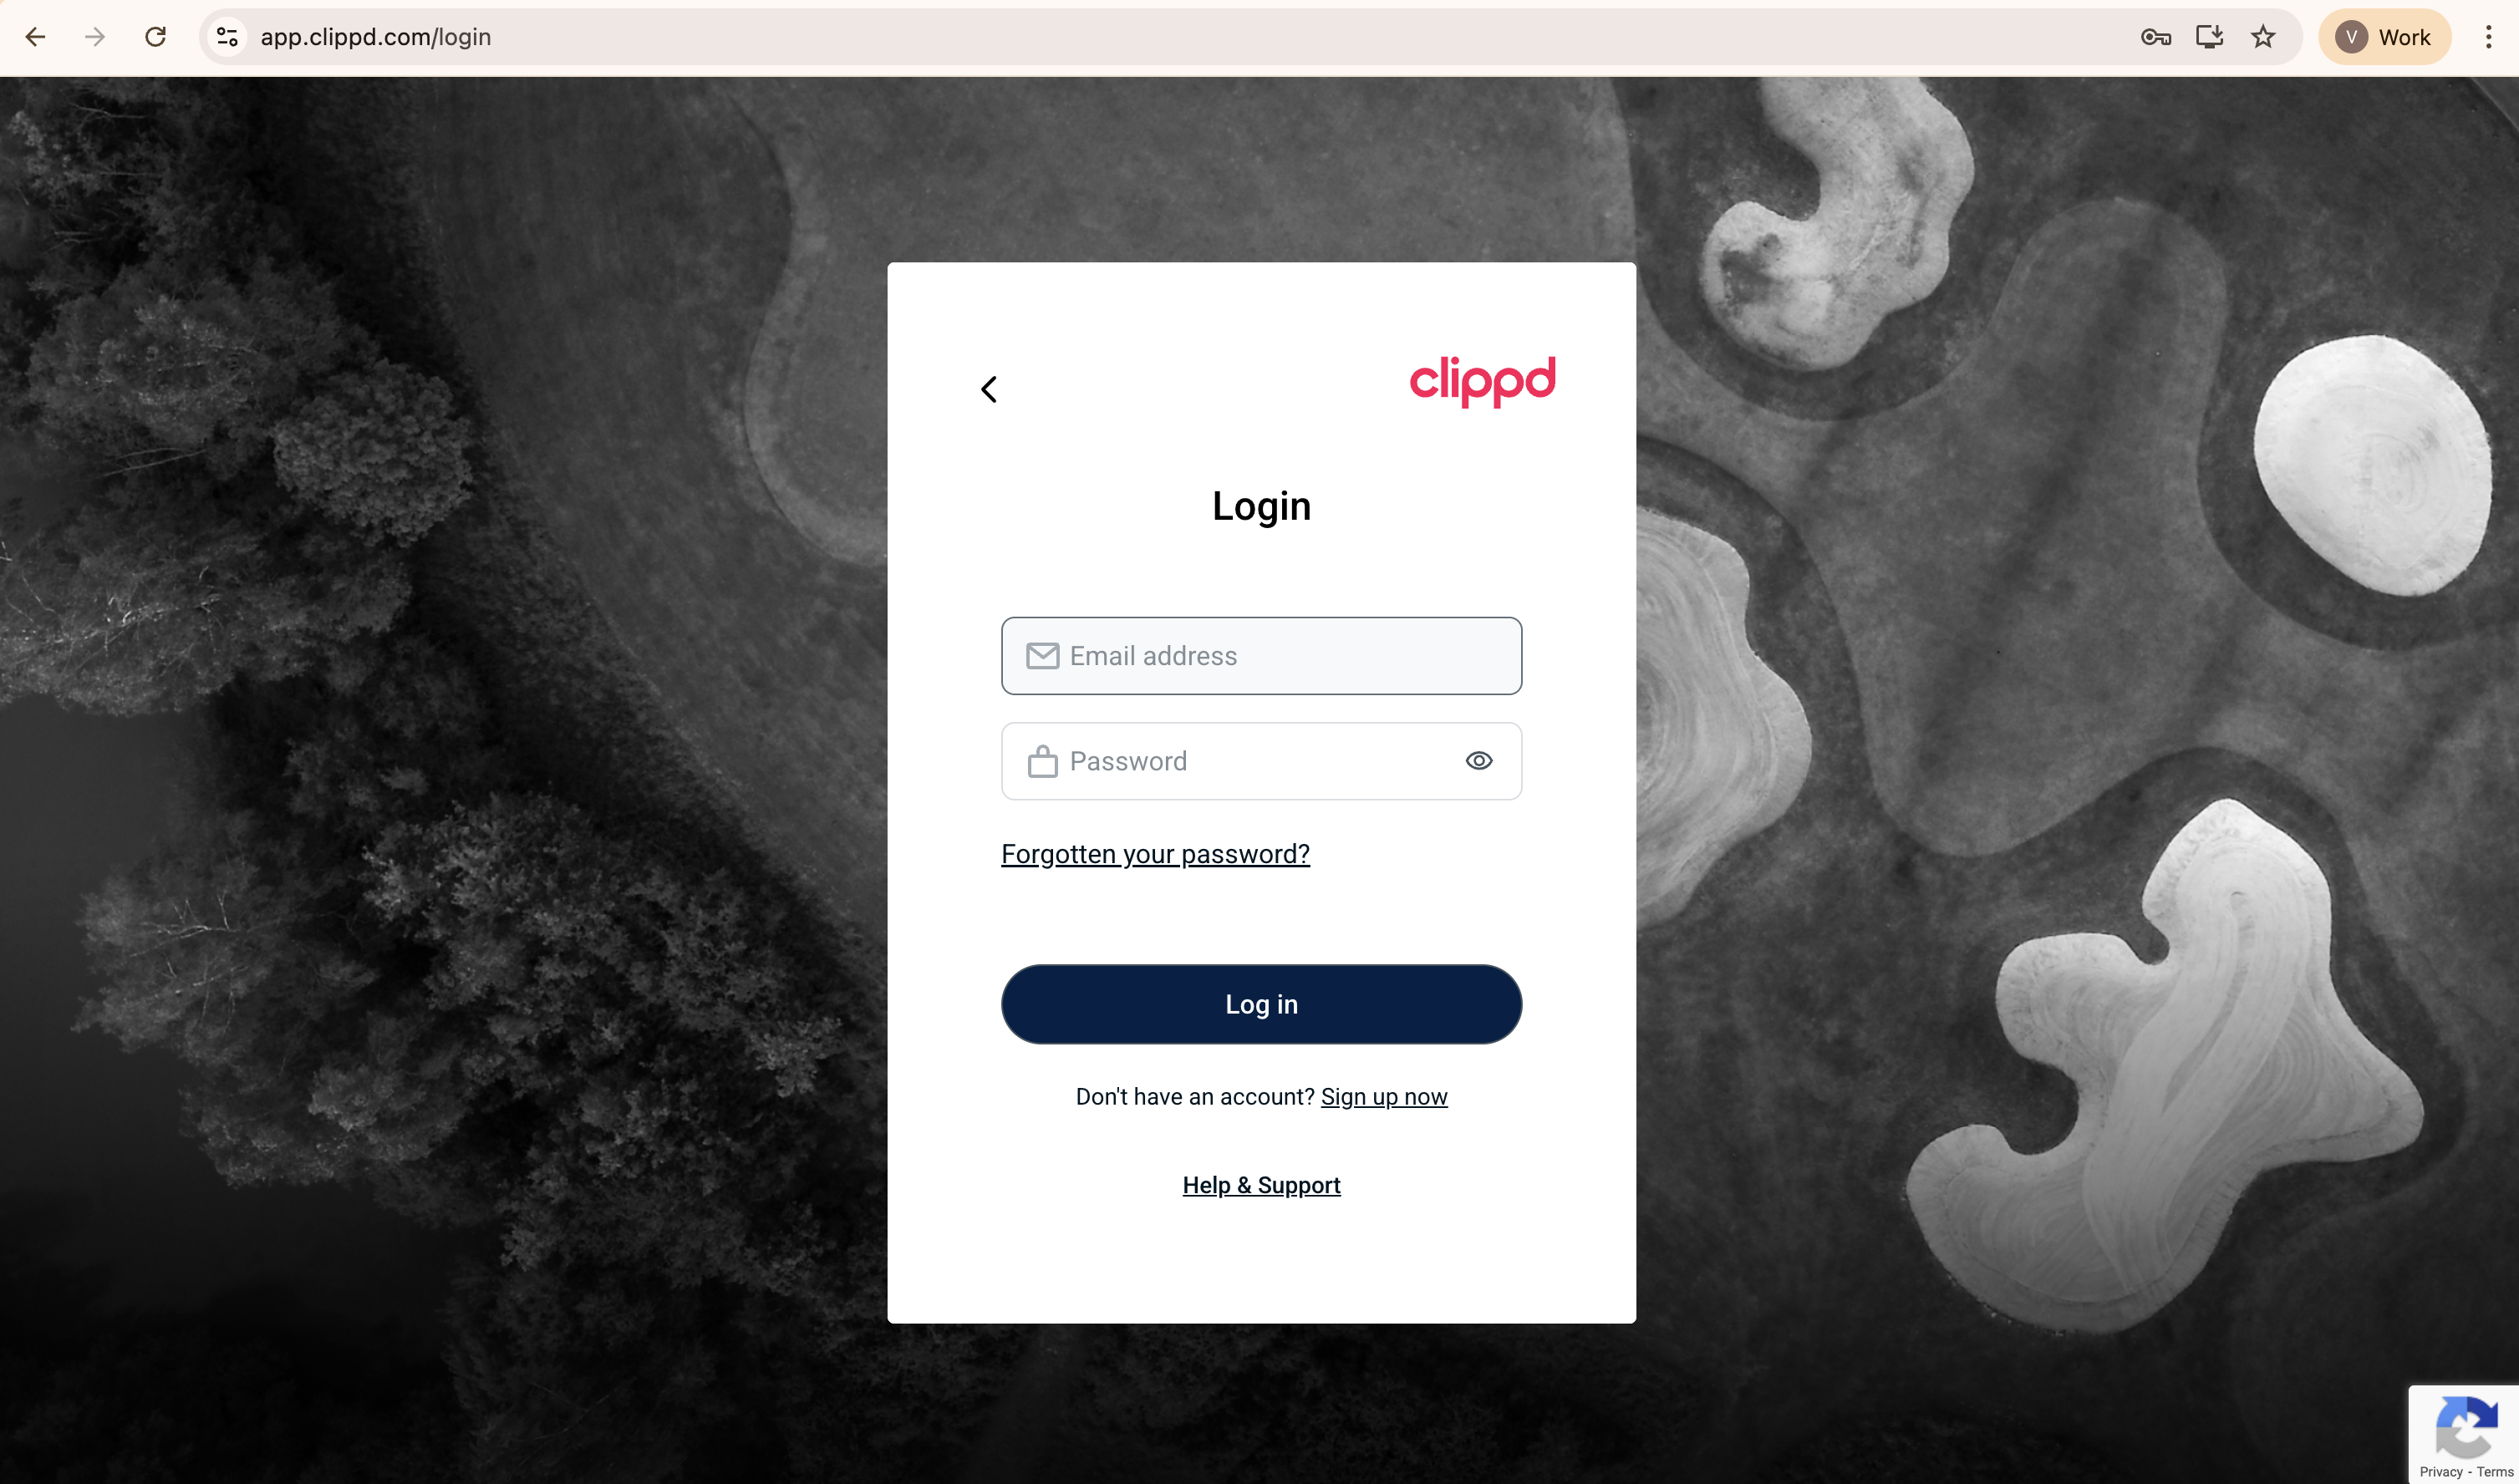 app.clippd.com/login
V
Work
clippd
Login
Email address
Password
Forgotten your password?
Log in
Don't have an account? Sign up now
Help & Support
Privacy - Terms